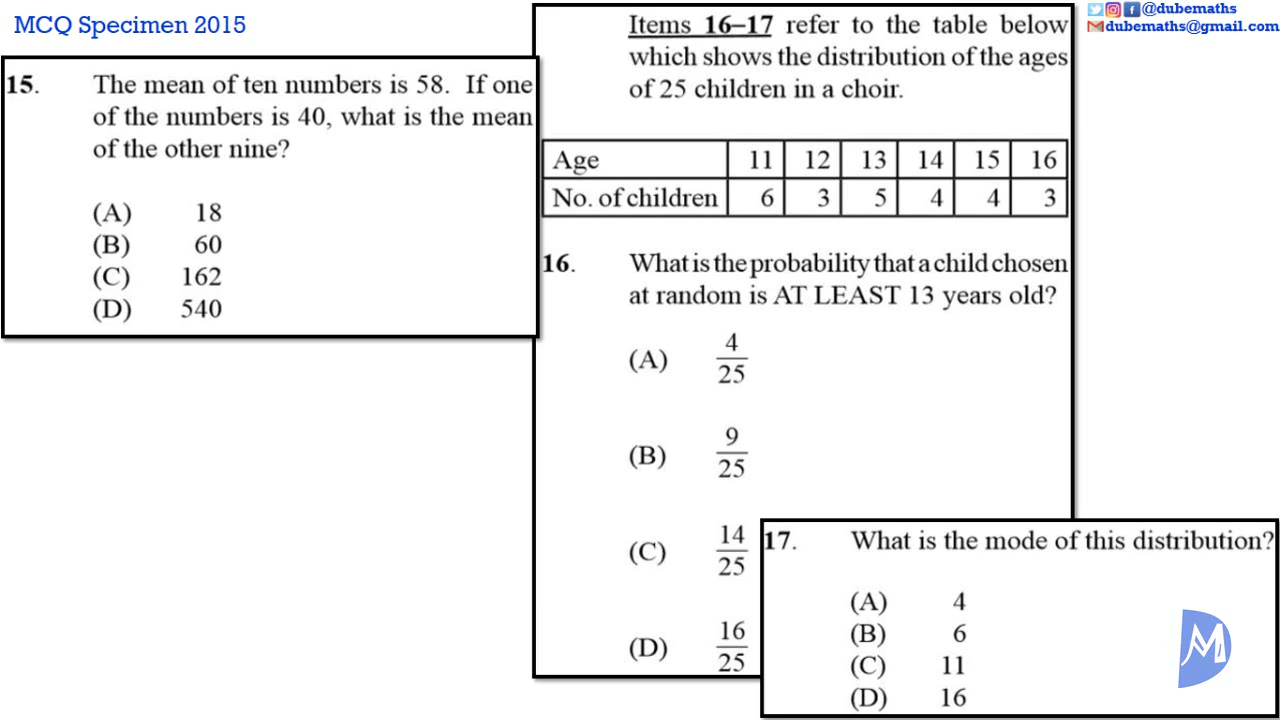 MCQ Specimen 2015
@dubemaths
dubemaths@gmail.com
15. The mean of ten numbers is 58. If one
of the numbers is 40, what is the mean
of the other nine?
(A) 18
(B) 60
(C) 162
(D) 540
Items 16–17 refer to the table below
which shows the distribution of the ages
of 25 children in a choir.
Age 11 12 13 14 15 16
No. of children 6 3 5 4 4 3
16. What is the probability that a child chosen
at random is AT LEAST 13 years old?
(A) 4/25
(B) 9/25
(C) 14/25
(D) 16/25
17. What is the mode of this distribution?
(A) 4
(B) 6
(C) 11
(D) 16
M